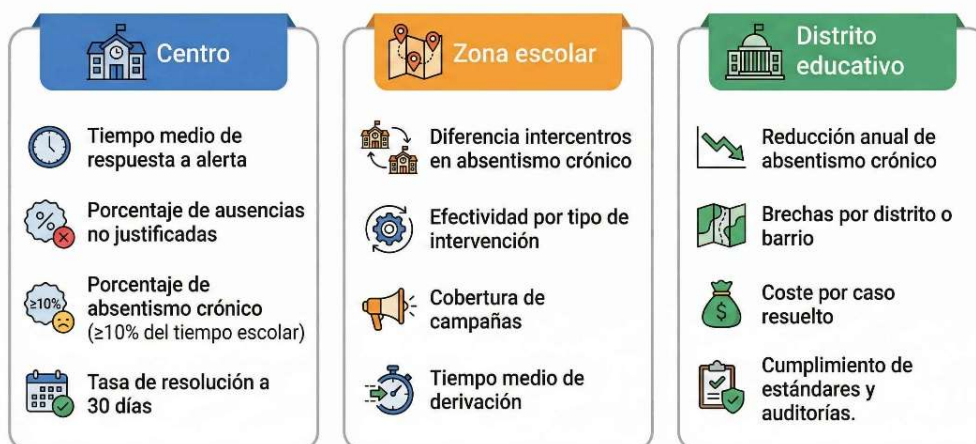 Centro
Tiempo medio de
respuesta a alerta
%
Porcentaje de ausencias
no justificadas
≥10%
Porcentaje de
absentismo crónico
(≥10% del tiempo escolar)
Tasa de resolución a
30 días
Zona escolar
Diferencia intercentros
en absentismo crónico
Efectividad por tipo de
intervención
Cobertura de
campañas
Tiempo medio de
derivación
Distrito
educativo
Reducción anual de
absentismo crónico
Brechas por distrito o
barrio
$
Coste por caso
resuelto
Cumplimiento de
estándares y
auditorías.